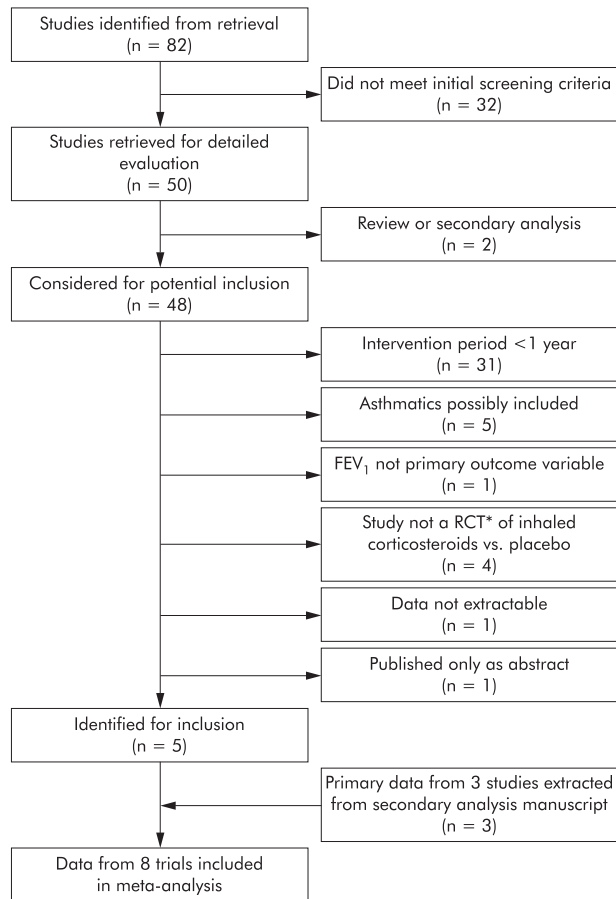 Studies identified from retrieval
(n = 82)
Did not meet initial screening criteria
(n = 32)
Studies retrieved for detailed
evaluation
(n = 50)
Review or secondary analysis
(n = 2)
Considered for potential inclusion
(n = 48)
Intervention period <1 year
(n = 31)
Asthmatics possibly included
(n = 5)
FEV₁ not primary outcome variable
(n = 1)
Study not a RCT* of inhaled
corticosteroids vs. placebo
(n = 4)
Data not extractable
(n = 1)
Published only as abstract
(n = 1)
Identified for inclusion
(n = 5)
Primary data from 3 studies extracted
from secondary analysis manuscript
(n = 3)
Data from 8 trials included
in meta-analysis